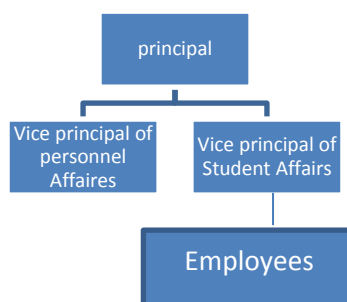 principal
Vice principal of
personnel
Affaires
Vice principal of
Student Affairs
Employees